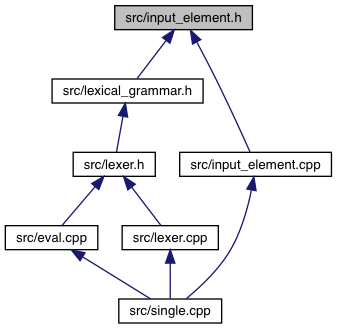 src/input_element.h
src/lexical_grammar.h
src/lexer.h
src/input_element.cpp
src/eval.cpp
src/lexer.cpp
src/single.cpp